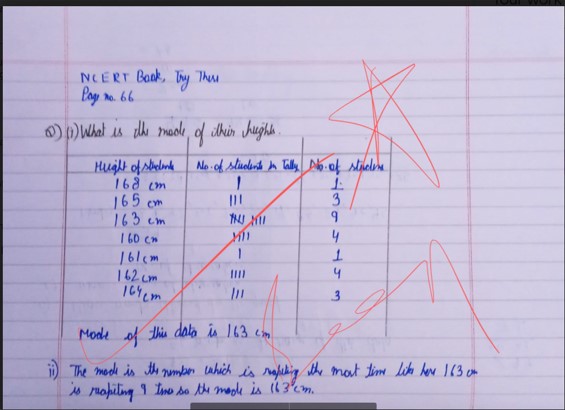 NCERT Book, Try These
Page no. 66
Q) (i) What is the mode of their heights.
Height of students No. of students in Tally No. of students
168 cm I 1
165 cm III 3
163 cm IIII IIII 9
160 cm IIII 4
161 cm I 1
162 cm IIII 4
164 cm III 3
Mode of this data is 163 cm
ii) The mode is the number which is the most time like here 163 cm
is 9 times so the mode is 163 cm.